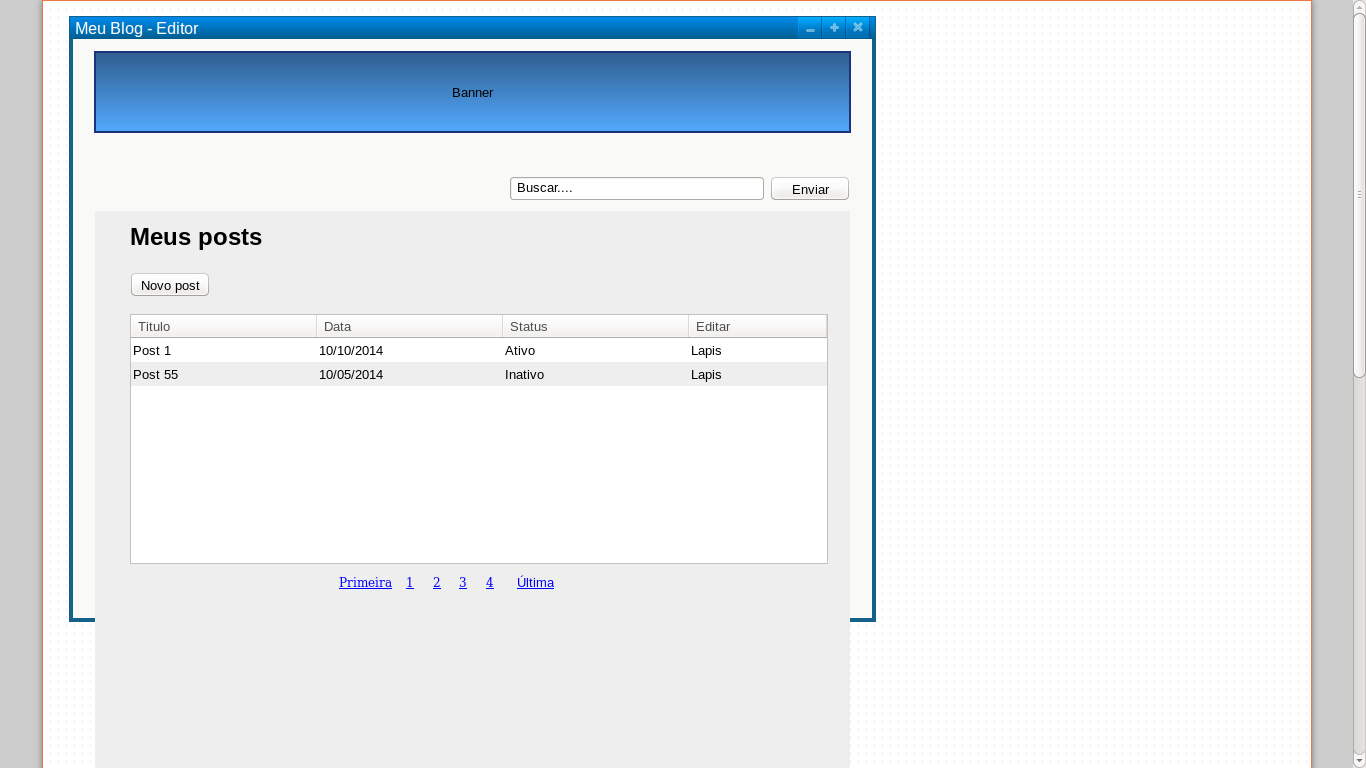 Meu Blog - Editor
Banner
Buscar.... Enviar
Meus posts
Novo post
Titulo Data Status Editar
Post 1 10/10/2014 Ativo Lapis
Post 55 10/05/2014 Inativo Lapis
Primeira 1 2 3 4 Última